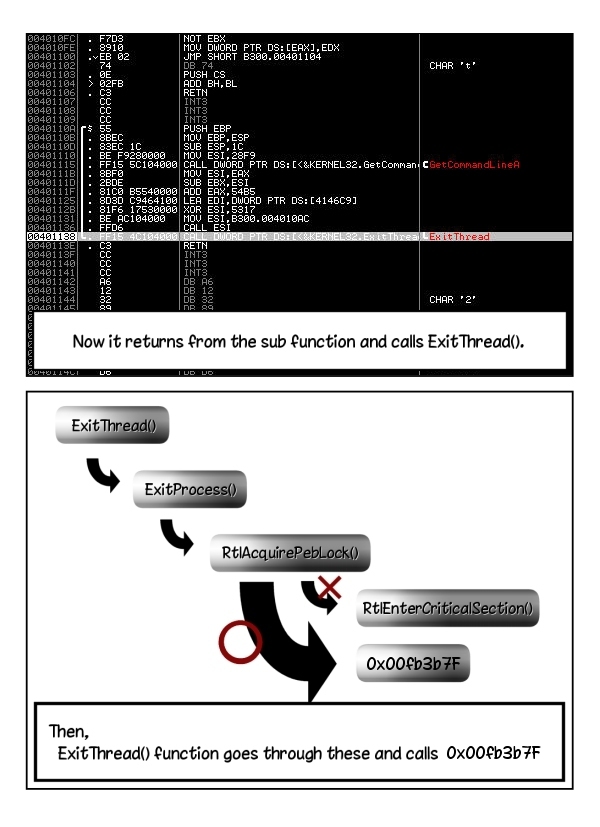 004010FC . F7D3 NOT EBX
004010FE . 8910 MOV DWORD PTR DS:[EAX],EDX
00401100 .vEB 02 JMP SHORT B300.00401104
00401102 74 DB 74 CHAR 't'
00401103 . 0E PUSH CS
00401104 > 02FB ADD BH,BL
00401106 . C3 RETN
00401107 CC INT3
00401108 CC INT3
00401109 CC INT3
0040110A $ 55 PUSH EBP
0040110B . 8BEC MOV EBP,ESP
0040110D . 83EC 1C SUB ESP,1C
00401110 . BE F9280000 MOV ESI,28F9
00401115 . FF15 5C104000 CALL DWORD PTR DS:[<&KERNEL32.GetComman GetCommandLineA
0040111B . 8BF0 MOV ESI,EAX
0040111D . 2BDE SUB EBX,ESI
0040111F . 81C0 B5540000 ADD EAX,54B5
00401125 . 8D3D C9464100 LEA EDI,DWORD PTR DS:[4146C9]
0040112B . 81F6 17530000 XOR ESI,5317
00401131 . BE AC104000 MOV ESI,B300.004010AC
00401136 . FFD6 CALL ESI
00401138 . FF15 4C104000 CALL DWORD PTR DS:[<&KERNEL32.ExitThrea ExitThread
0040113E . C3 RETN
0040113F CC INT3
00401140 CC INT3
00401141 CC INT3
00401142 A6 DB A6
00401143 12 DB 12
00401144 32 DB 32 CHAR '2'
00401145 89 DB 89
Now it returns from the sub function and calls ExitThread().
0040114C D6 DB D6
ExitThread()
ExitProcess()
RtlAcquirePebLock()
RtlEnterCriticalSection()
0x00fb3b7F
Then,
ExitThread() function goes through these and calls 0x00fb3b7F